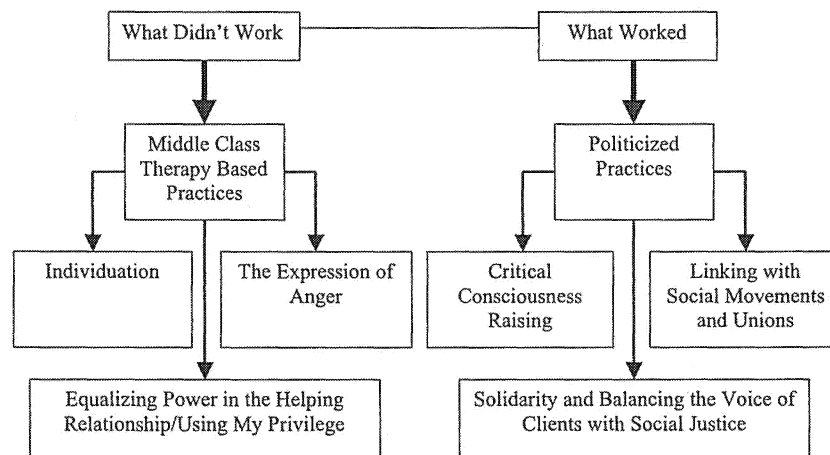 What Didn't Work
What Worked
Middle Class
Therapy Based
Practices
Politicized
Practices
Individuation
The Expression of
Anger
Critical
Consciousness
Raising
Linking with
Social Movements
and Unions
Equalizing Power in the Helping
Relationship/Using My Privilege
Solidarity and Balancing the Voice of
Clients with Social Justice